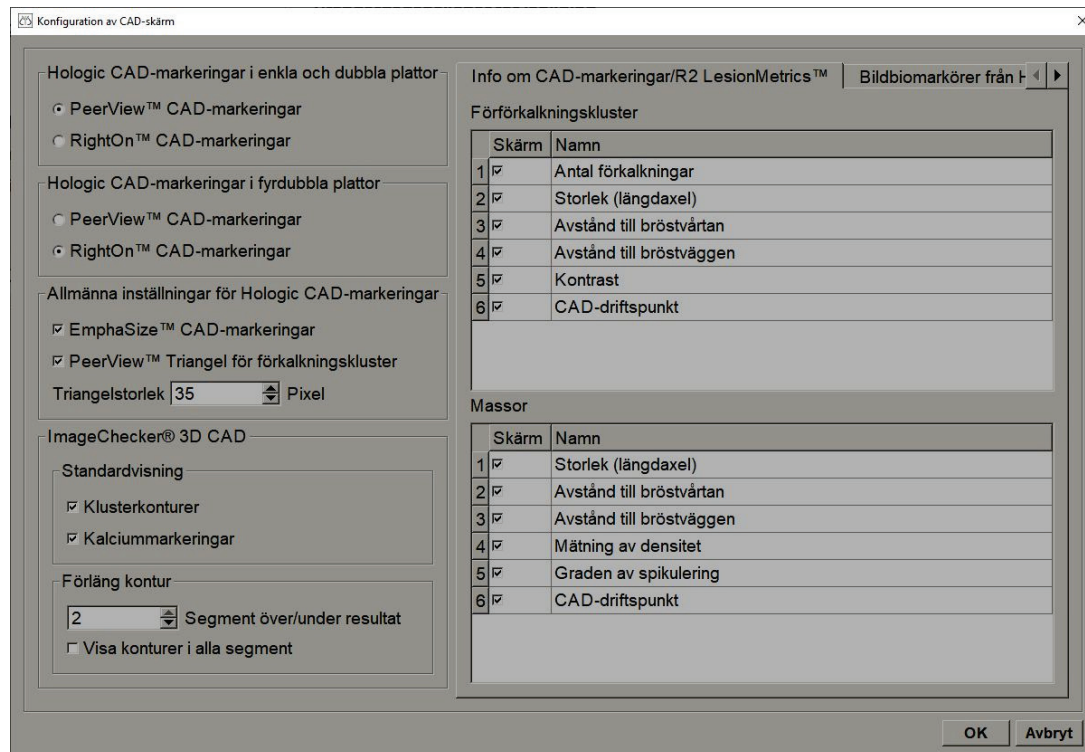 Konfiguration av CAD-skärm
Hologic CAD-markeringar i enkla och dubbla plattor
PeerView™ CAD-markeringar
RightOn™ CAD-markeringar
Hologic CAD-markeringar i fyrdubbla plattor
PeerView™ CAD-markeringar
RightOn™ CAD-markeringar
Allmänna inställningar för Hologic CAD-markeringar
EmphaSize™ CAD-markeringar
PeerView™ Triangel för förkalkningskluster
Triangelstorlek 35 Pixel
ImageChecker® 3D CAD
Standardvisning
Klusterkonturer
Kalciummarkeringar
Förläng kontur
2 Segment över/under resultat
Visa konturer i alla segment
Info om CAD-markeringar/R2 LesionMetrics™ Bildbiomarkörer från
Förförkalkningskluster
Skärm Namn
1 Antal förkalkningar
2 Storlek (längdaxel)
3 Avstånd till bröstvårtan
4 Avstånd till bröstväggen
5 Kontrast
6 CAD-driftspunkt
Massor
Skärm Namn
1 Storlek (längdaxel)
2 Avstånd till bröstvårtan
3 Avstånd till bröstväggen
4 Mätning av densitet
5 Graden av spikulering
6 CAD-driftspunkt
OK Avbryt